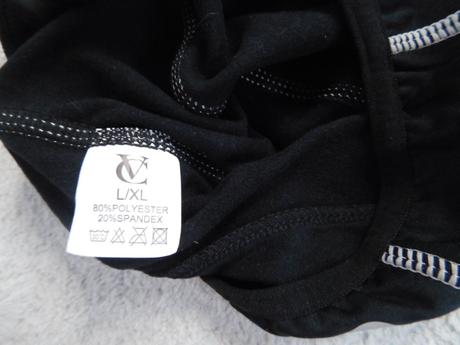 VC
L/XL
80%POLYESTER
20%SPANDEX